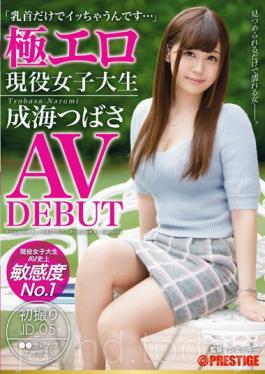 「乳首だけでイッちゃうんです…」
見つめられるだけで濡れる女――。
極エロ
現役女子大生
Tsubasa Narumi
成海つばさ
AV
DEBUT
現役女子大生
AV史上
敏感度
No.1
初撮り
JD_05
PRESTIGE